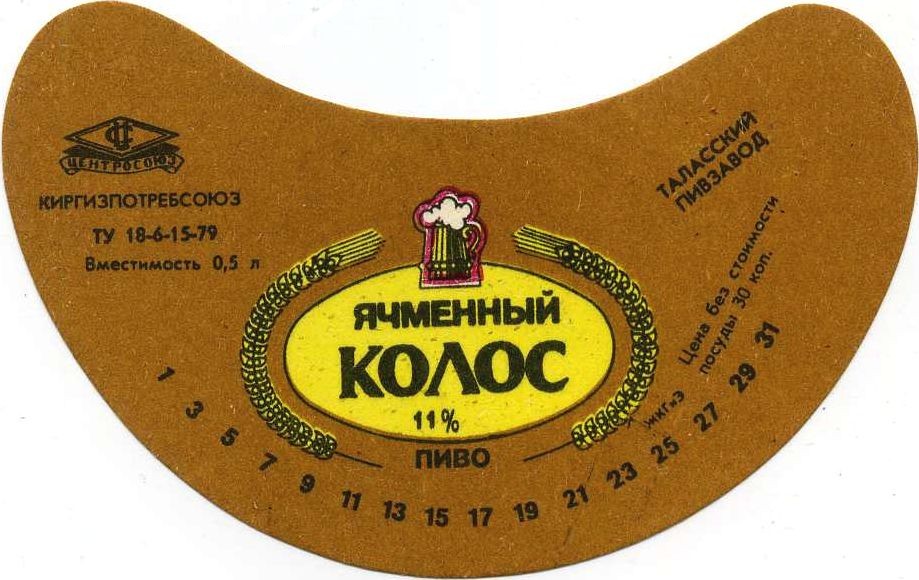 ЦЕНТРОСОЮЗ
КИРГИЗПОТРЕБСОЮЗ
ТУ 18-6-15-79
Вместимость 0,5 л
ЯЧМЕННЫЙ
КОЛОС
11%
ПИВО
ТАЛАССКИЙ
ПИВЗАВОД
Цена без стоимости
посуды 30 коп.
1 3 5 7 9 11 13 15 17 19 21 23 25 27 29 31